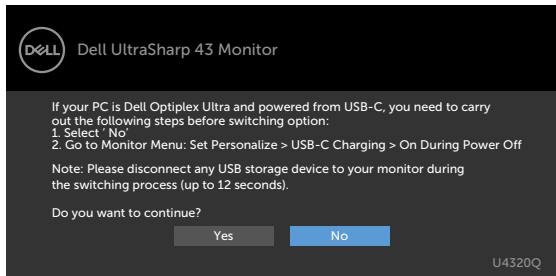 DELL
Dell UltraSharp 43 Monitor
If your PC is Dell Optiplex Ultra and powered from USB-C, you need to carry
out the following steps before switching option:
1. Select ‘ No’
2. Go to Monitor Menu: Set Personalize > USB-C Charging > On During Power Off
Note: Please disconnect any USB storage device to your monitor during
the switching process (up to 12 seconds).
Do you want to continue?
Yes No
U4320Q